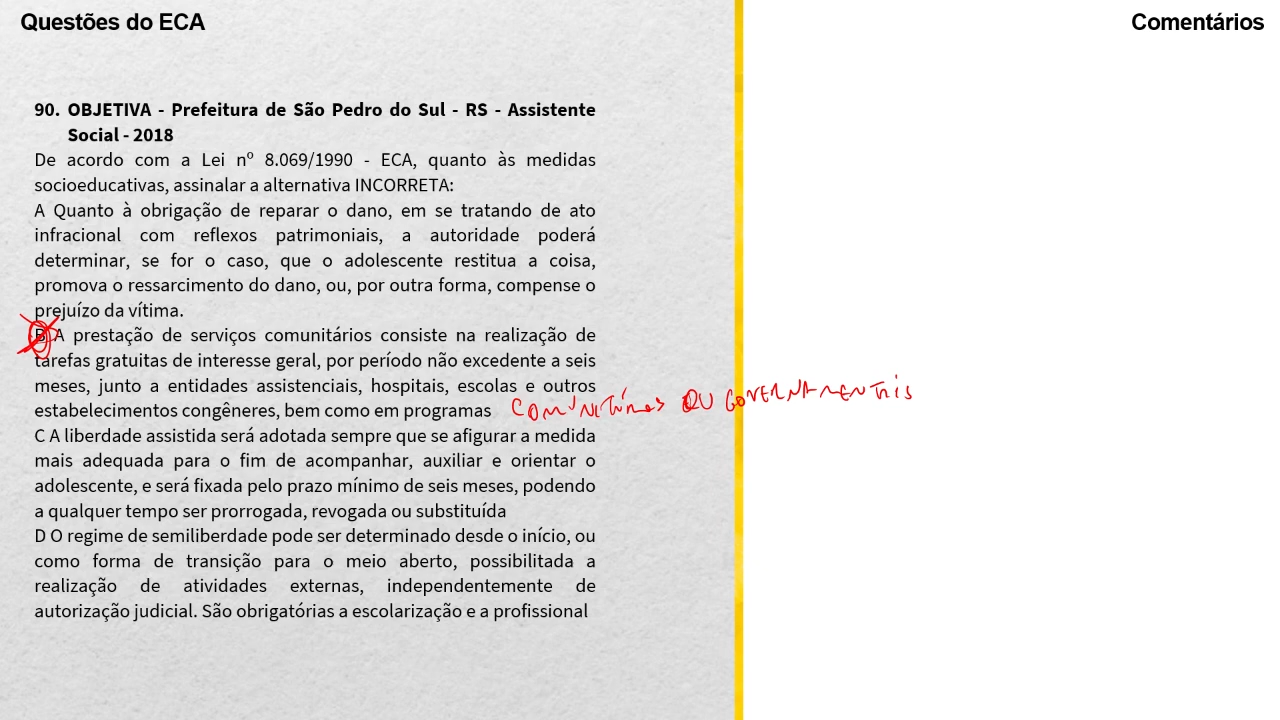 Questões do ECA
Comentários
90. OBJETIVA - Prefeitura de São Pedro do Sul - RS - Assistente
Social - 2018
De acordo com a Lei nº 8.069/1990 - ECA, quanto às medidas
socioeducativas, assinalar a alternativa INCORRETA:
A Quanto à obrigação de reparar o dano, em se tratando de ato
infracional com reflexos patrimoniais, a autoridade poderá
determinar, se for o caso, que o adolescente restitua a coisa,
promova o ressarcimento do dano, ou, por outra forma, compense o
prejuízo da vítima.
B A prestação de serviços comunitários consiste na realização de
tarefas gratuitas de interesse geral, por período não excedente a seis
meses, junto a entidades assistenciais, hospitais, escolas e outros
estabelecimentos congêneres, bem como em programas COMUNITÁRIOS OU GOVERNAMENTAIS
C A liberdade assistida será adotada sempre que se afigurar a medida
mais adequada para o fim de acompanhar, auxiliar e orientar o
adolescente, e será fixada pelo prazo mínimo de seis meses, podendo
a qualquer tempo ser prorrogada, revogada ou substituída
D O regime de semiliberdade pode ser determinado desde o início, ou
como forma de transição para o meio aberto, possibilitada a
realização de atividades externas, independentemente de
autorização judicial. São obrigatórias a escolarização e a profissional